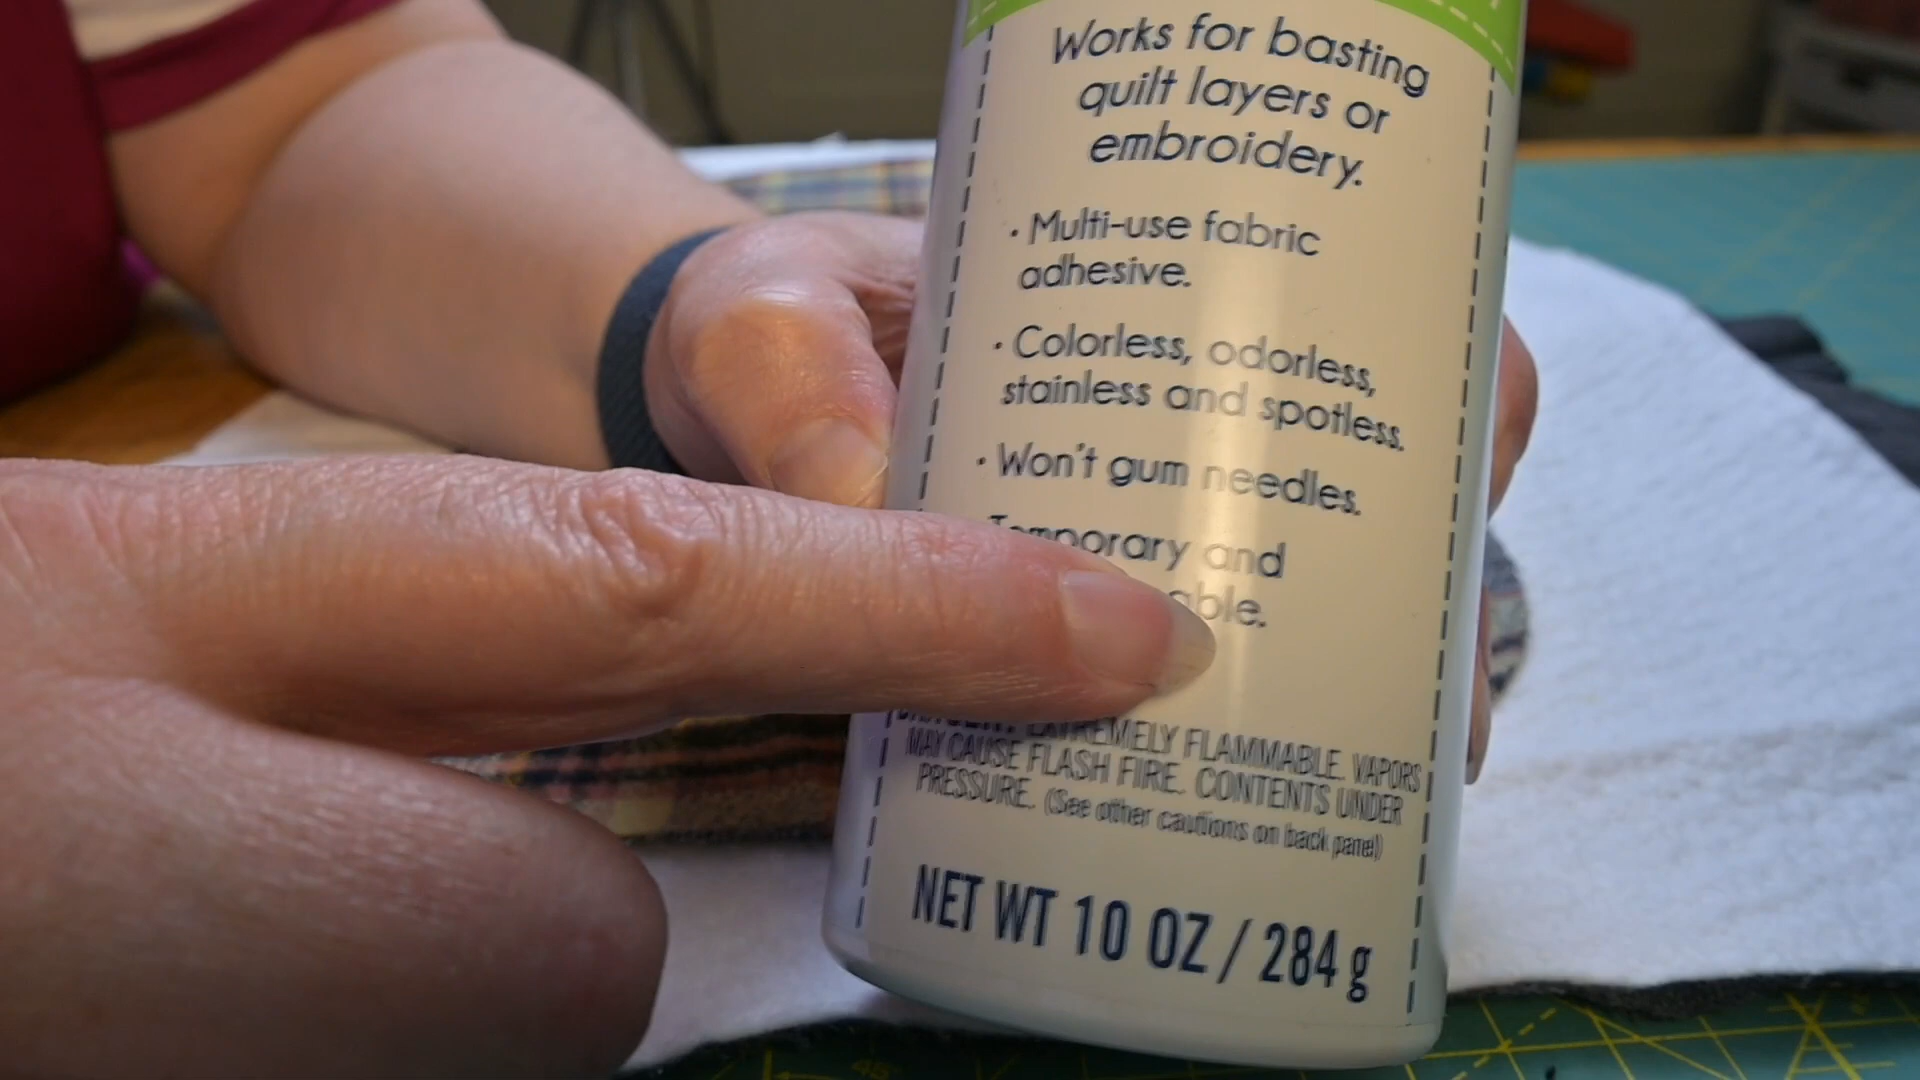 Works for basting
quilt layers or
embroidery.
· Multi-use fabric
adhesive.
· Colorless, odorless,
stainless and spotless.
· Won't gum needles.
Temporary and
EXTREMELY FLAMMABLE. VAPORS
MAY CAUSE FLASH FIRE. CONTENTS UNDER
PRESSURE. (See other cautions on back panel)
NET WT 10 OZ / 284 g